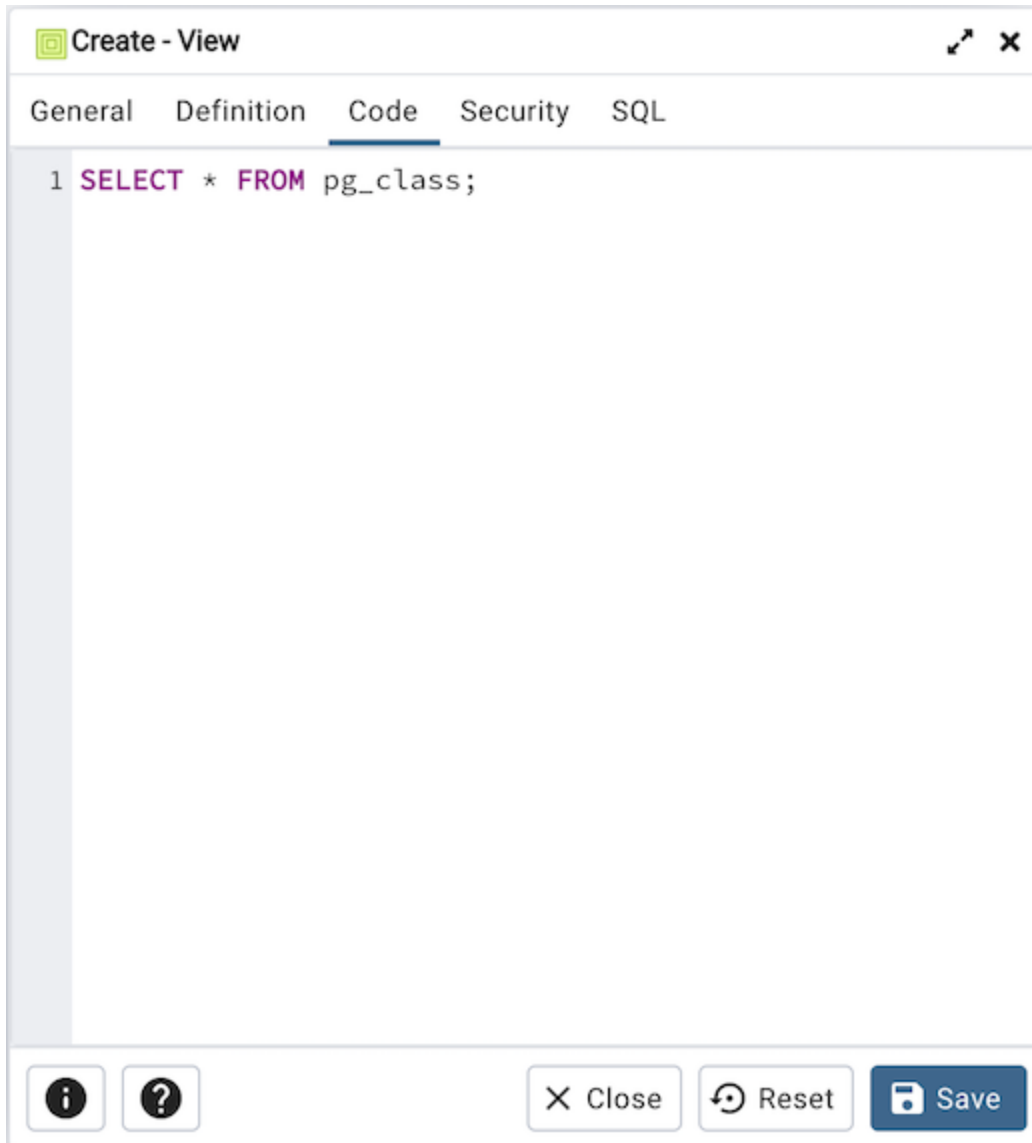 Create - View
General Definition Code Security SQL
1 SELECT * FROM pg_class;
Close Reset Save